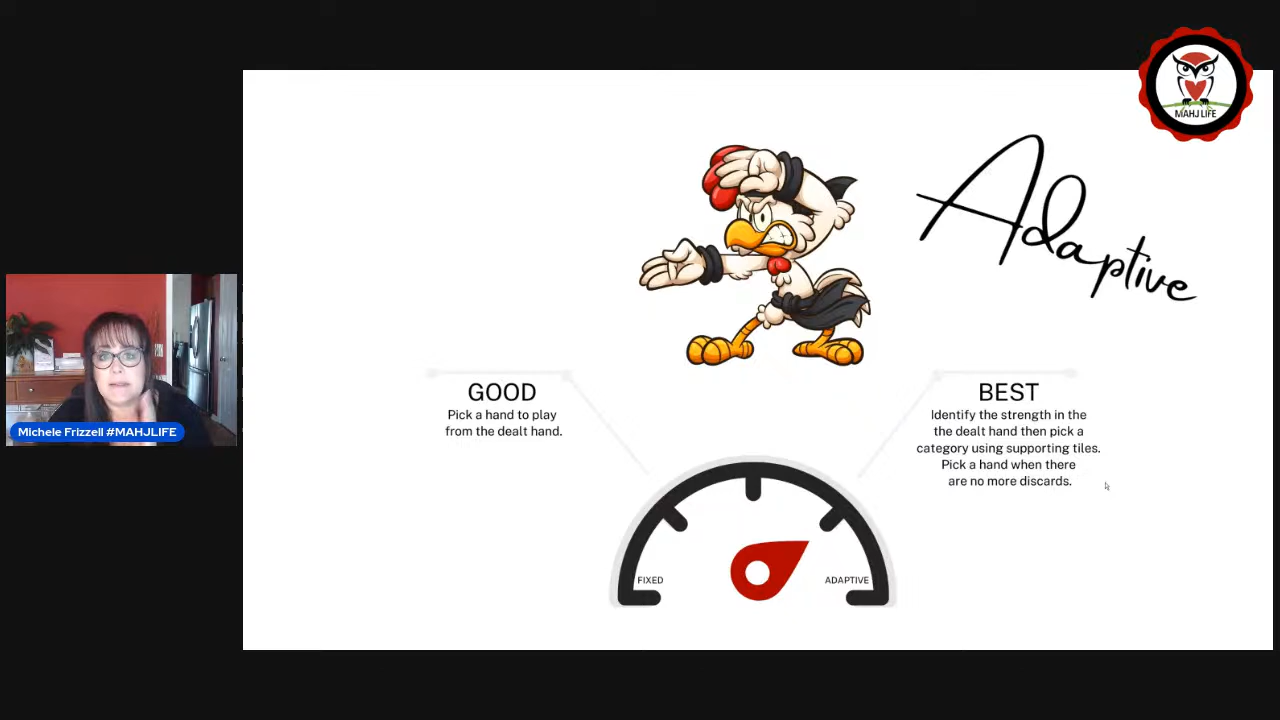 MAHJ LIFE
Adaptive
GOOD
Pick a hand to play
from the dealt hand.
BEST
Identify the strength in the
the dealt hand then pick a
category using supporting tiles.
Pick a hand when there
are no more discards.
Michele Frizzell #MAHJLIFE
FIXED
ADAPTIVE